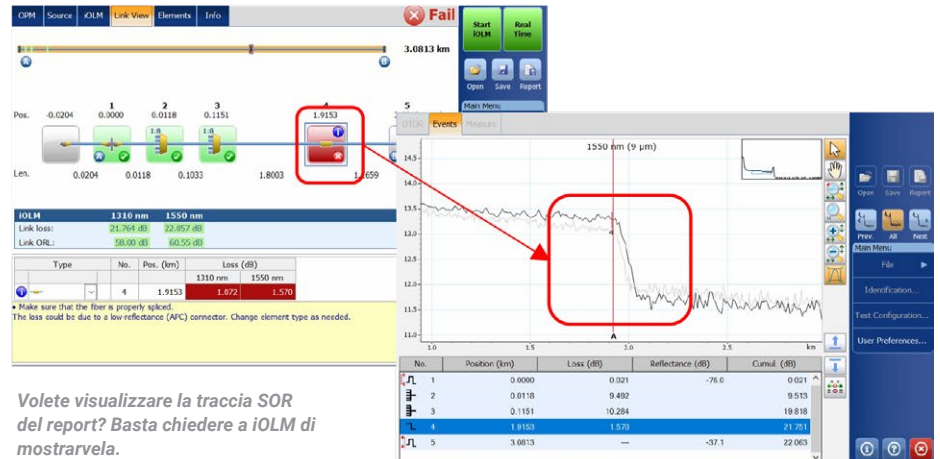 OPM Source iOLM Link View Elements Info
Fail
Start iOLM
Real Time
3.0813 km
A B
Open Save Report
Main Menu
1 2 3 4 5
Pos. -0.0204 0.0000 0.0118 0.1151 1.9153
1:8 1:8
A
Len. 0.0204 0.0118 0.1033 1.8003
iOLM 1310 nm 1550 nm
Link loss: 21.764 dB 22.057 dB
Link ORL: 58.00 dB 60.55 dB
Type No. Pos. (km) Loss (dB)
1310 nm 1550 nm
4 1.9153 1.072 1.570
• Make sure that the fiber is properly spliced.
The loss could be due to a low-reflectance (APC) connector. Change element type as needed.
Volete visualizzare la traccia SOR
del report? Basta chiedere a iOLM di
mostrarvela.
OTDR Events Measure
1550 nm (9 µm)
14.5
14.0
13.5
13.0
12.5
12.0
11.5
11.0
4
A
1.0 1.5 2.0 2.5 km
No. Position (km) Loss (dB) Reflectance (dB) Cumul. (dB)
1 0.0000 0.021 -76.0 0.021
2 0.0118 9.492 9.513
3 0.1151 10.284 19.818
4 1.9153 1.570 21.751
5 3.0813 --- -37.1 22.063
Open Save Report
Prev. All Next
Main Menu
File
Identification...
Test Configuration...
User Preferences...